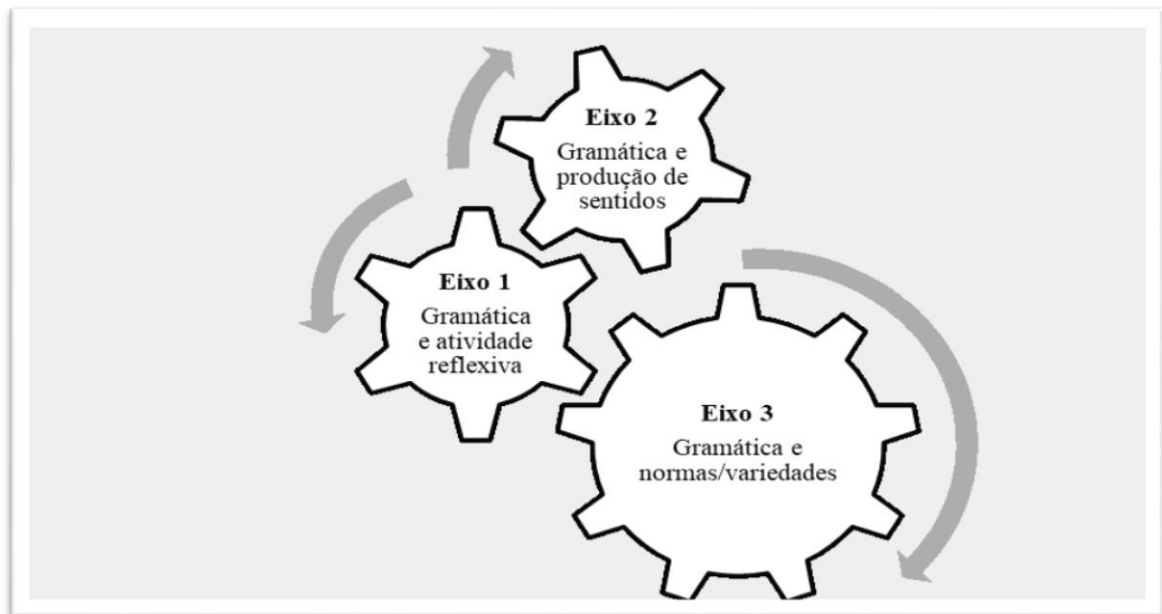 Eixo 2
Gramática e
produção de
sentidos
Eixo 1
Gramática
e atividade
reflexiva
Eixo 3
Gramática e
normas/variedades